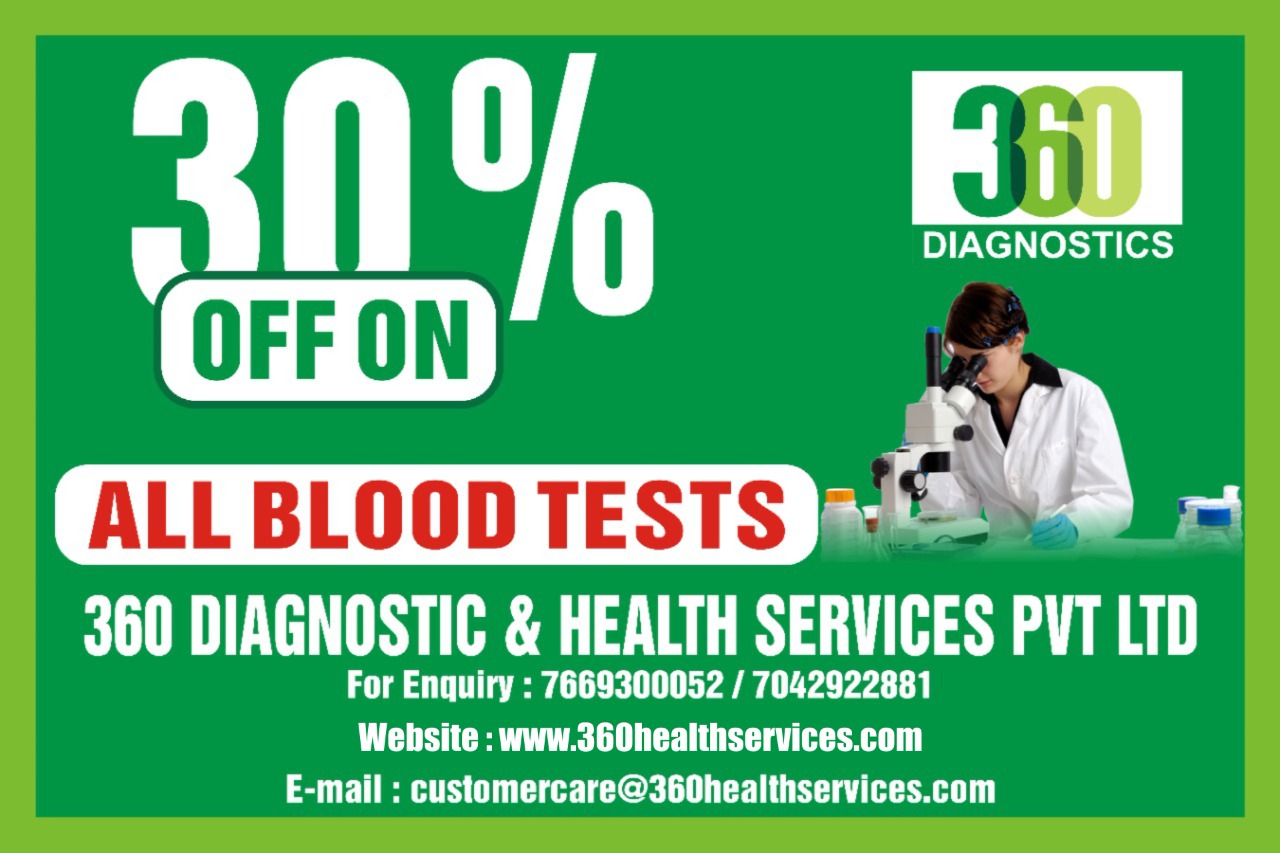 30%
OFF ON
ALL BLOOD TESTS
360
DIAGNOSTICS
360 DIAGNOSTIC & HEALTH SERVICES PVT LTD
For Enquiry : 7669300052 / 7042922881
Website : www.360healthservices.com
E-mail : customercare@360healthservices.com